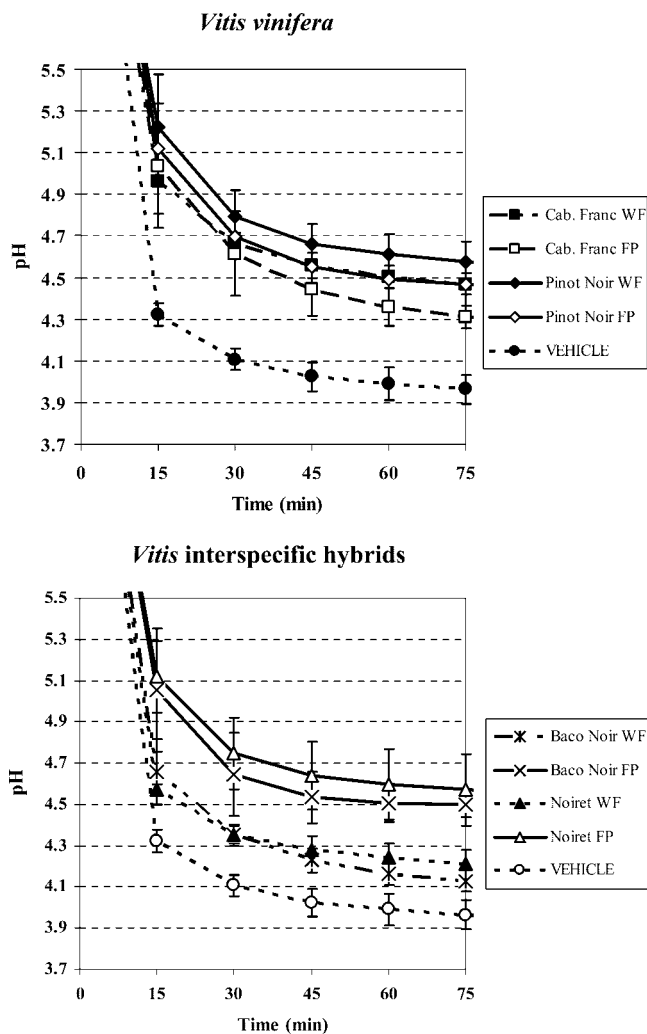 Vitis vinifera
5.5
5.3
5.1
4.9
4.7
4.5
4.3
4.1
3.9
3.7
pH
0 15 30 45 60 75
Time (min)
Cab. Franc WF
Cab. Franc FP
Pinot Noir WF
Pinot Noir FP
VEHICLE
Vitis interspecific hybrids
5.5
5.3
5.1
4.9
4.7
4.5
4.3
4.1
3.9
3.7
pH
0 15 30 45 60 75
Time (min)
Baco Noir WF
Baco Noir FP
Noiret WF
Noiret FP
VEHICLE